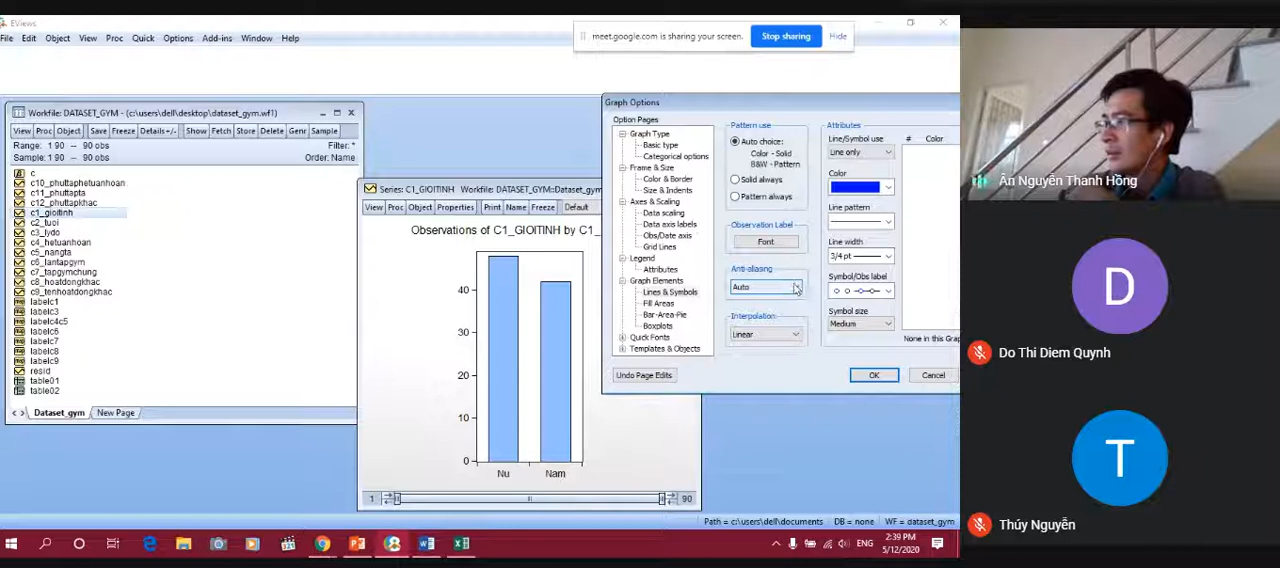 EViews
File Edit Object View Proc Quick Options Add-ins Window Help
meet.google.com is sharing your screen.
Stop sharing
Hide
Workfile: DATASET_GYM - (c:\users\dell\desktop\dataset_gym.wf1)
View Proc Object Save Freeze Details+/- Show Fetch Store Delete Genr Sample
Range: 1 90 -- 90 obs
Filter: *
Sample: 1 90 -- 90 obs
Order: Name
c
c10_phuttaphetuanhoan
c11_phuttapta
c12_phuttapkhac
c1_gioitinh
c2_tuoi
c3_lydo
c4_hetuanhoan
c5_nangta
c6_lantapgym
c7_tapgymchung
c8_hoatdongkhac
c9_tenhoatdongkhac
labelc1
labelc3
labelc4c5
labelc6
labelc7
labelc8
labelc9
resid
table01
table02
Dataset_gym New Page
Series: C1_GIOITINH Workfile: DATASET_GYM::Dataset_gym
View Proc Object Properties Print Name Freeze Default
Observations of C1_GIOITINH by C1_
40
30
20
10
0
Nu Nam
1 90
Graph Options
Option Pages
Graph Type
Basic type
Categorical options
Frame & Size
Color & Border
Size & Indents
Axes & Scaling
Data scaling
Data axis labels
Obs/Date axis
Grid Lines
Legend
Attributes
Graph Elements
Lines & Symbols
Fill Areas
Bar-Area-Pie
Boxplots
Quick Fonts
Templates & Objects
Undo Page Edits
Pattern use
Auto choice:
Color - Solid
B&W - Pattern
Solid always
Pattern always
Observation Label
Font
Anti-aliasing
Auto
Interpolation
Linear
Attributes
Line/Symbol use
Line only
Color
Line pattern
Line width
3/4 pt
Symbol/Obs label
Symbol size
Medium
# Color
None in this Grap
OK
Cancel
Path = c:\users\dell\documents DB = none WF = dataset_gym
ENG
2:39 PM
5/12/2020
Ân Nguyễn Thanh Hồng
D
Do Thi Diem Quynh
T
Thúy Nguyễn